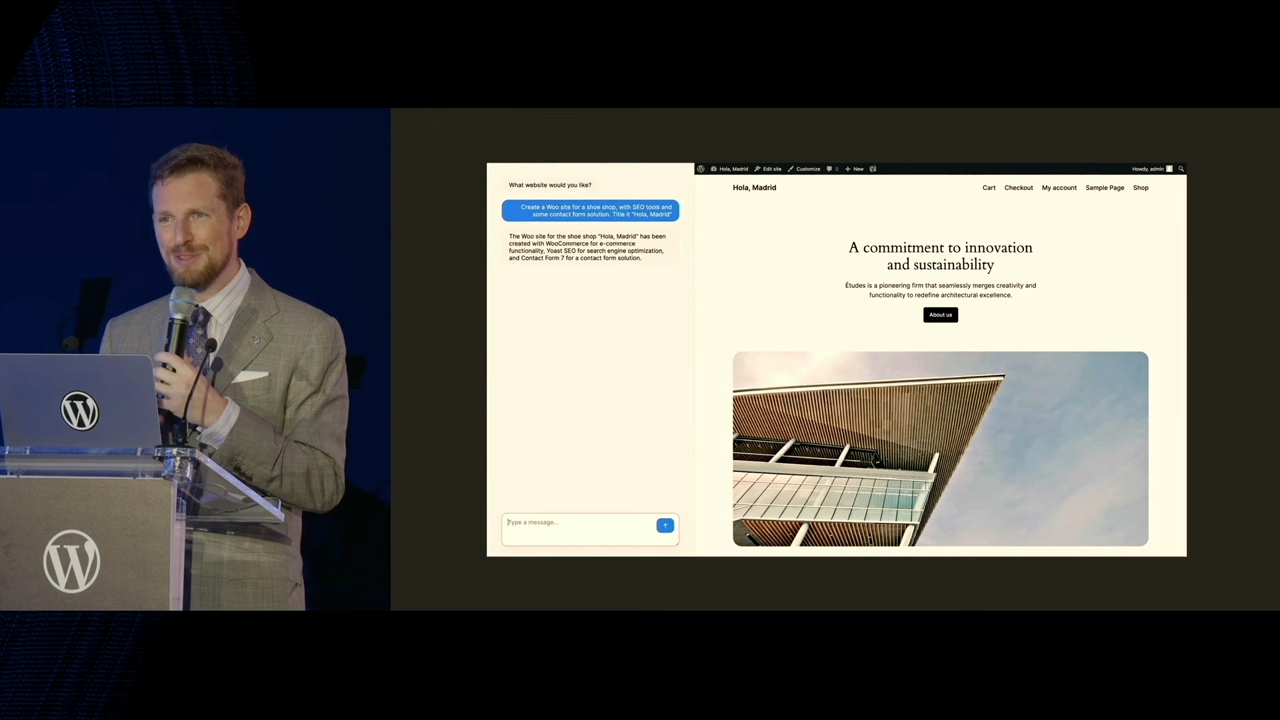 What website would you like?
Create a Woo site for a shoe shop, with SEO tools and
some contact form solution. Title it "Hola, Madrid"
The Woo site for the shoe shop "Hola, Madrid" has been
created with WooCommerce for e-commerce
functionality, Yoast SEO for search engine optimization,
and Contact Form 7 for a contact form solution.
Type a message...
Hola, Madrid Edit site Customize 0 New Howdy, admin
Hola, Madrid Cart Checkout My account Sample Page Shop
A commitment to innovation
and sustainability
Études is a pioneering firm that seamlessly merges creativity and
functionality to redefine architectural excellence.
About us
W
W